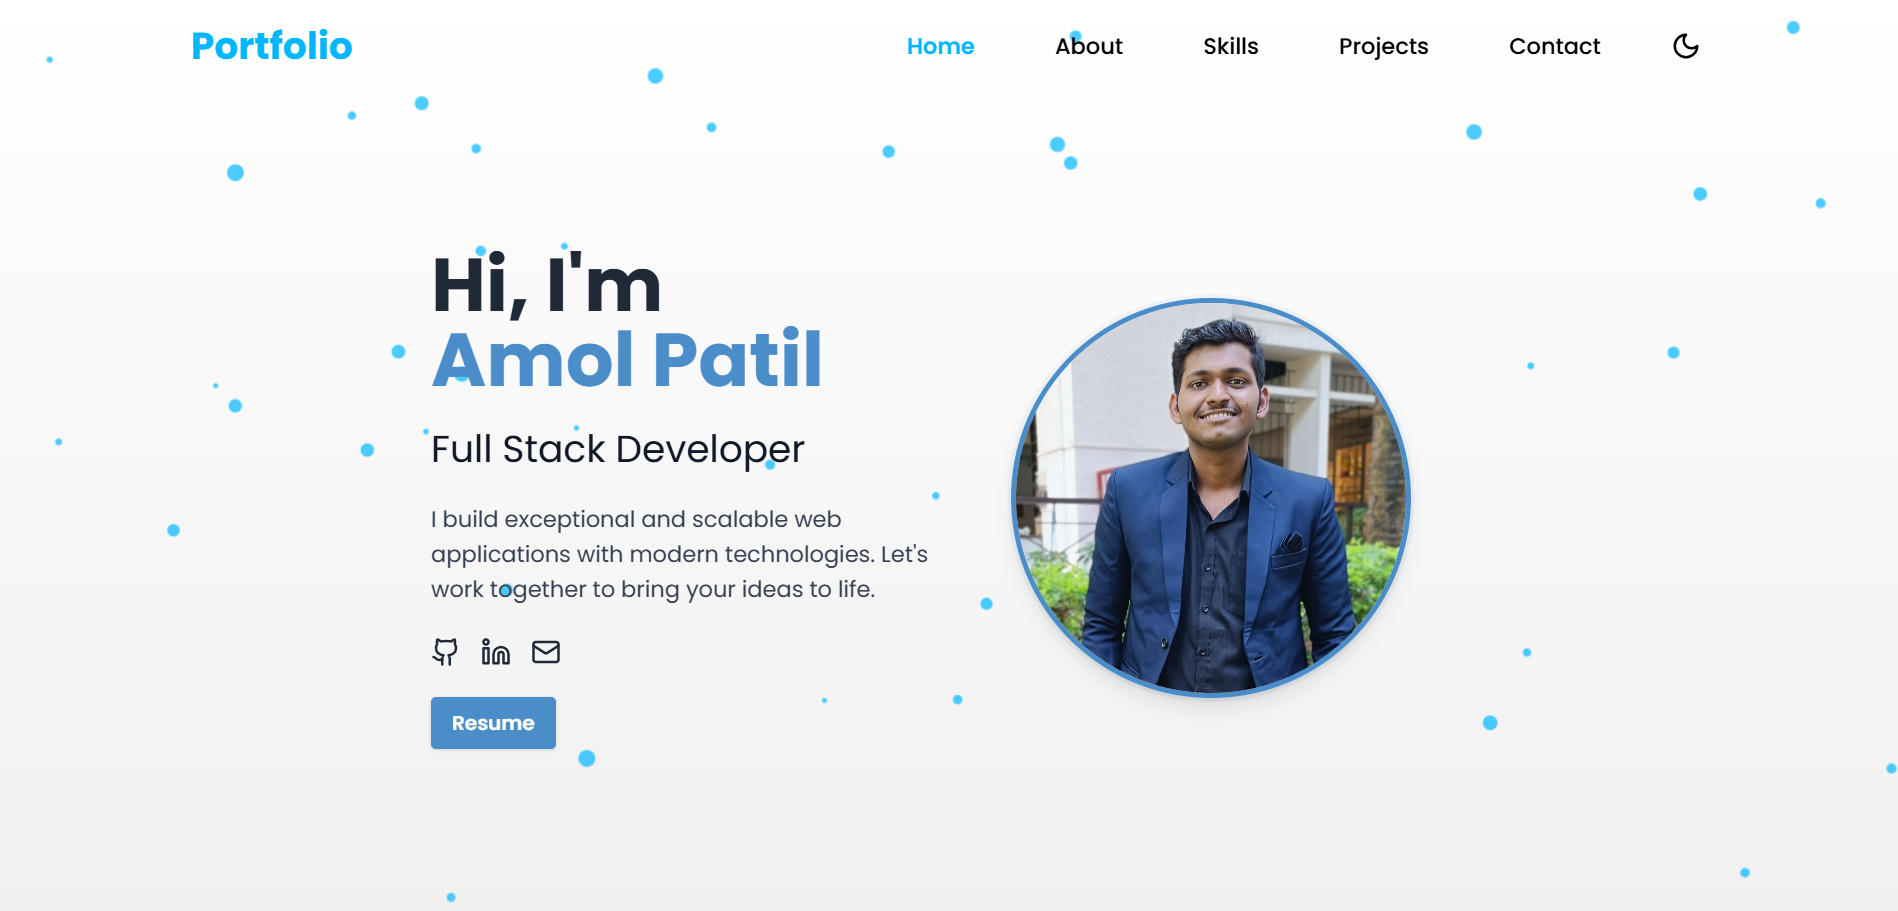 Portfolio
Home
About
Skills
Projects
Contact
Hi, I'm
Amol Patil
Full Stack Developer
I build exceptional and scalable web
applications with modern technologies. Let's
work together to bring your ideas to life.
Resume